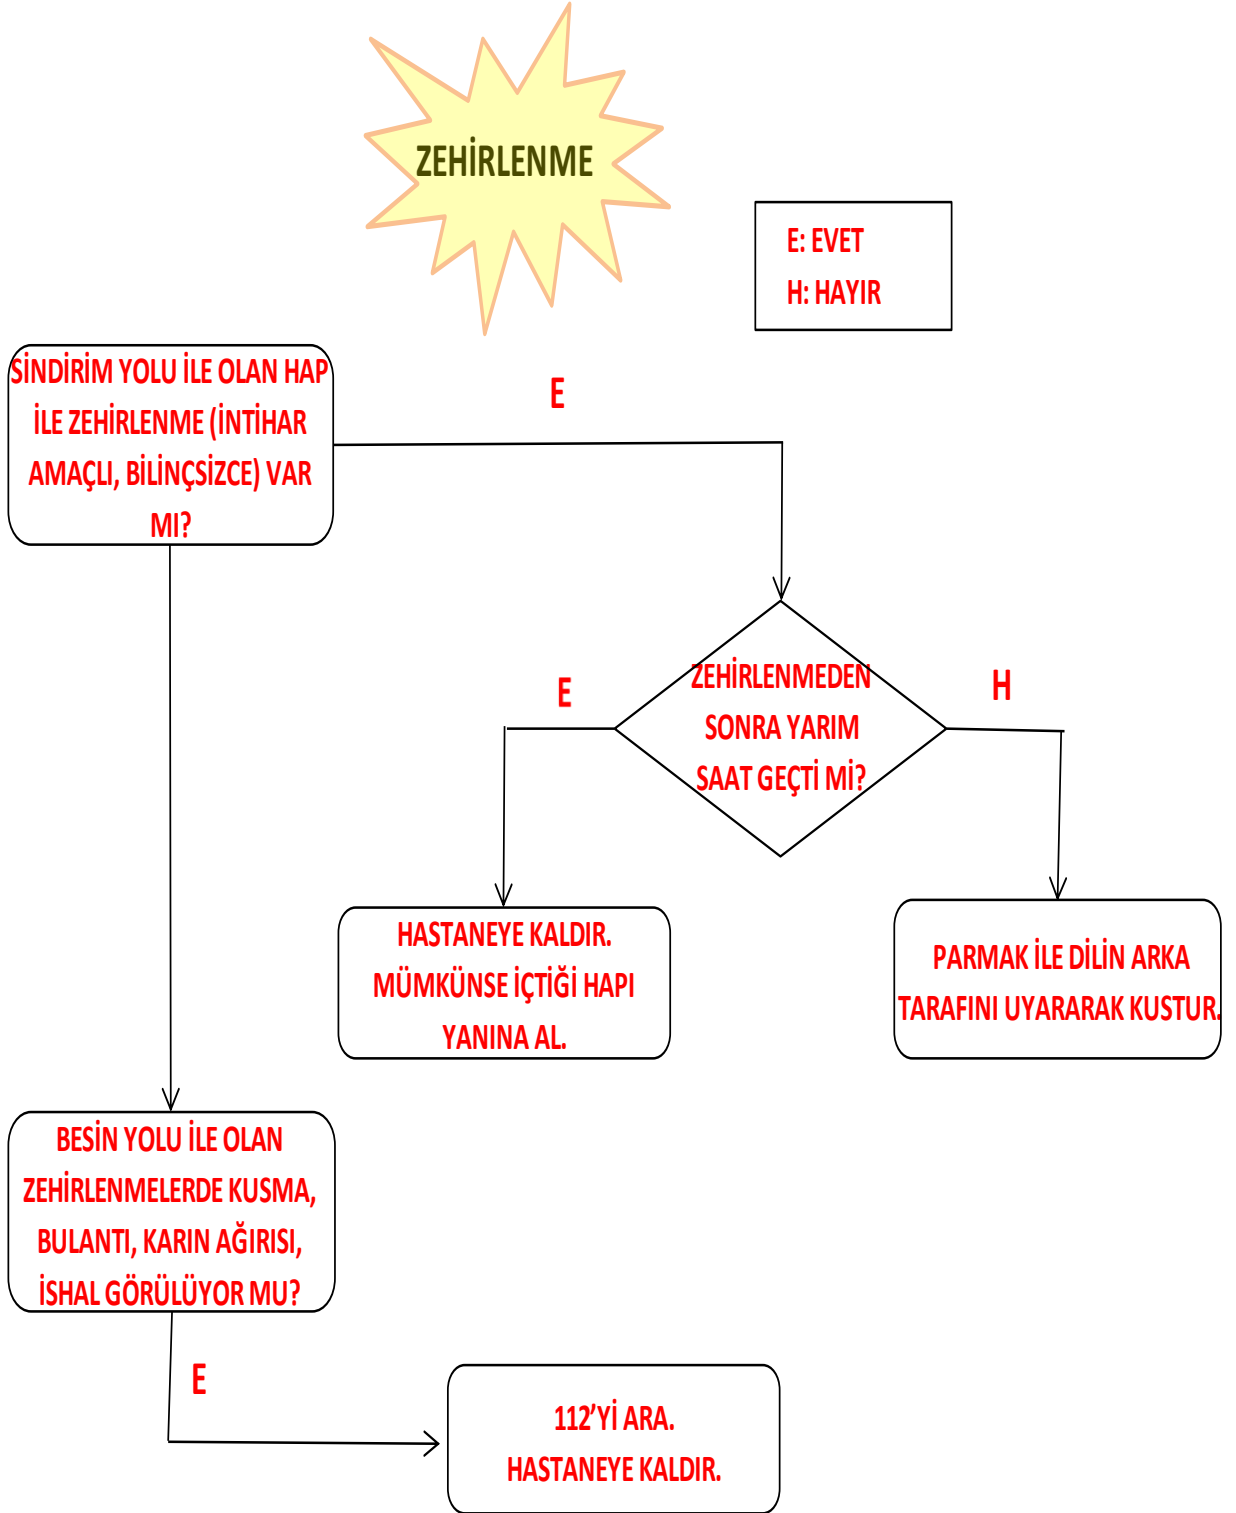 ZEHİRLENME
E: EVET
H: HAYIR
SİNDİRİM YOLU İLE OLAN HAP
İLE ZEHİRLENME (İNTİHAR
AMAÇLI, BİLİNÇSİZCE) VAR
MI?
E
ZEHİRLENMEDEN
SONRA YARIM
SAAT GEÇTİ Mİ?
E
H
HASTANEYE KALDIR.
MÜMKÜNSE İÇTİĞİ HAPI
YANINA AL.
PARMAK İLE DİLİN ARKA
TARAFINI UYARARAK KUSTUR.
BESİN YOLU İLE OLAN
ZEHİRLENMELERDE KUSMA,
BULANTI, KARIN AĞIRISI,
İSHAL GÖRÜLÜYOR MU?
E
112’Yİ ARA.
HASTANEYE KALDIR.